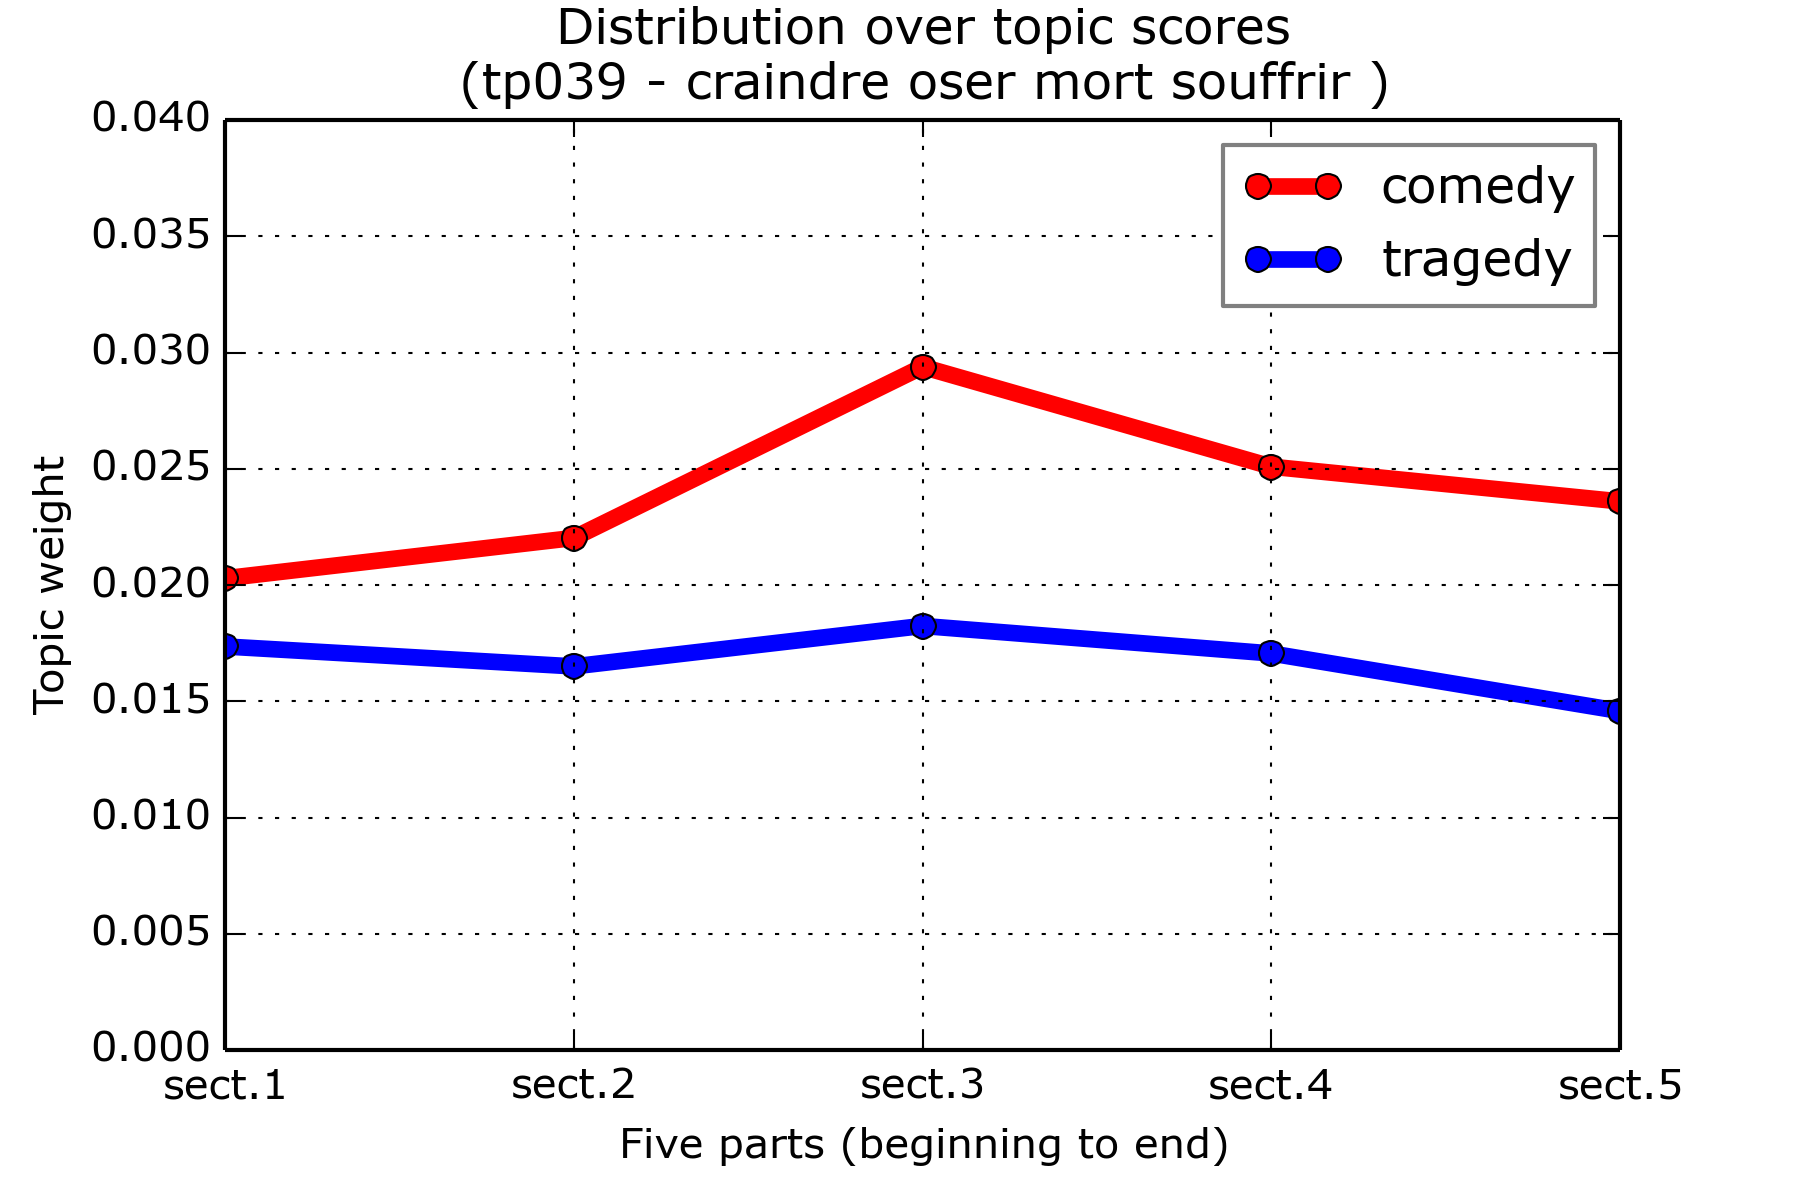 Distribution over topic scores
(tp039 - craindre oser mort souffrir )
0.040
0.035
0.030
0.025
0.020
0.015
0.010
0.005
0.000
Topic weight
comedy
tragedy
sect.1 sect.2 sect.3 sect.4 sect.5
Five parts (beginning to end)